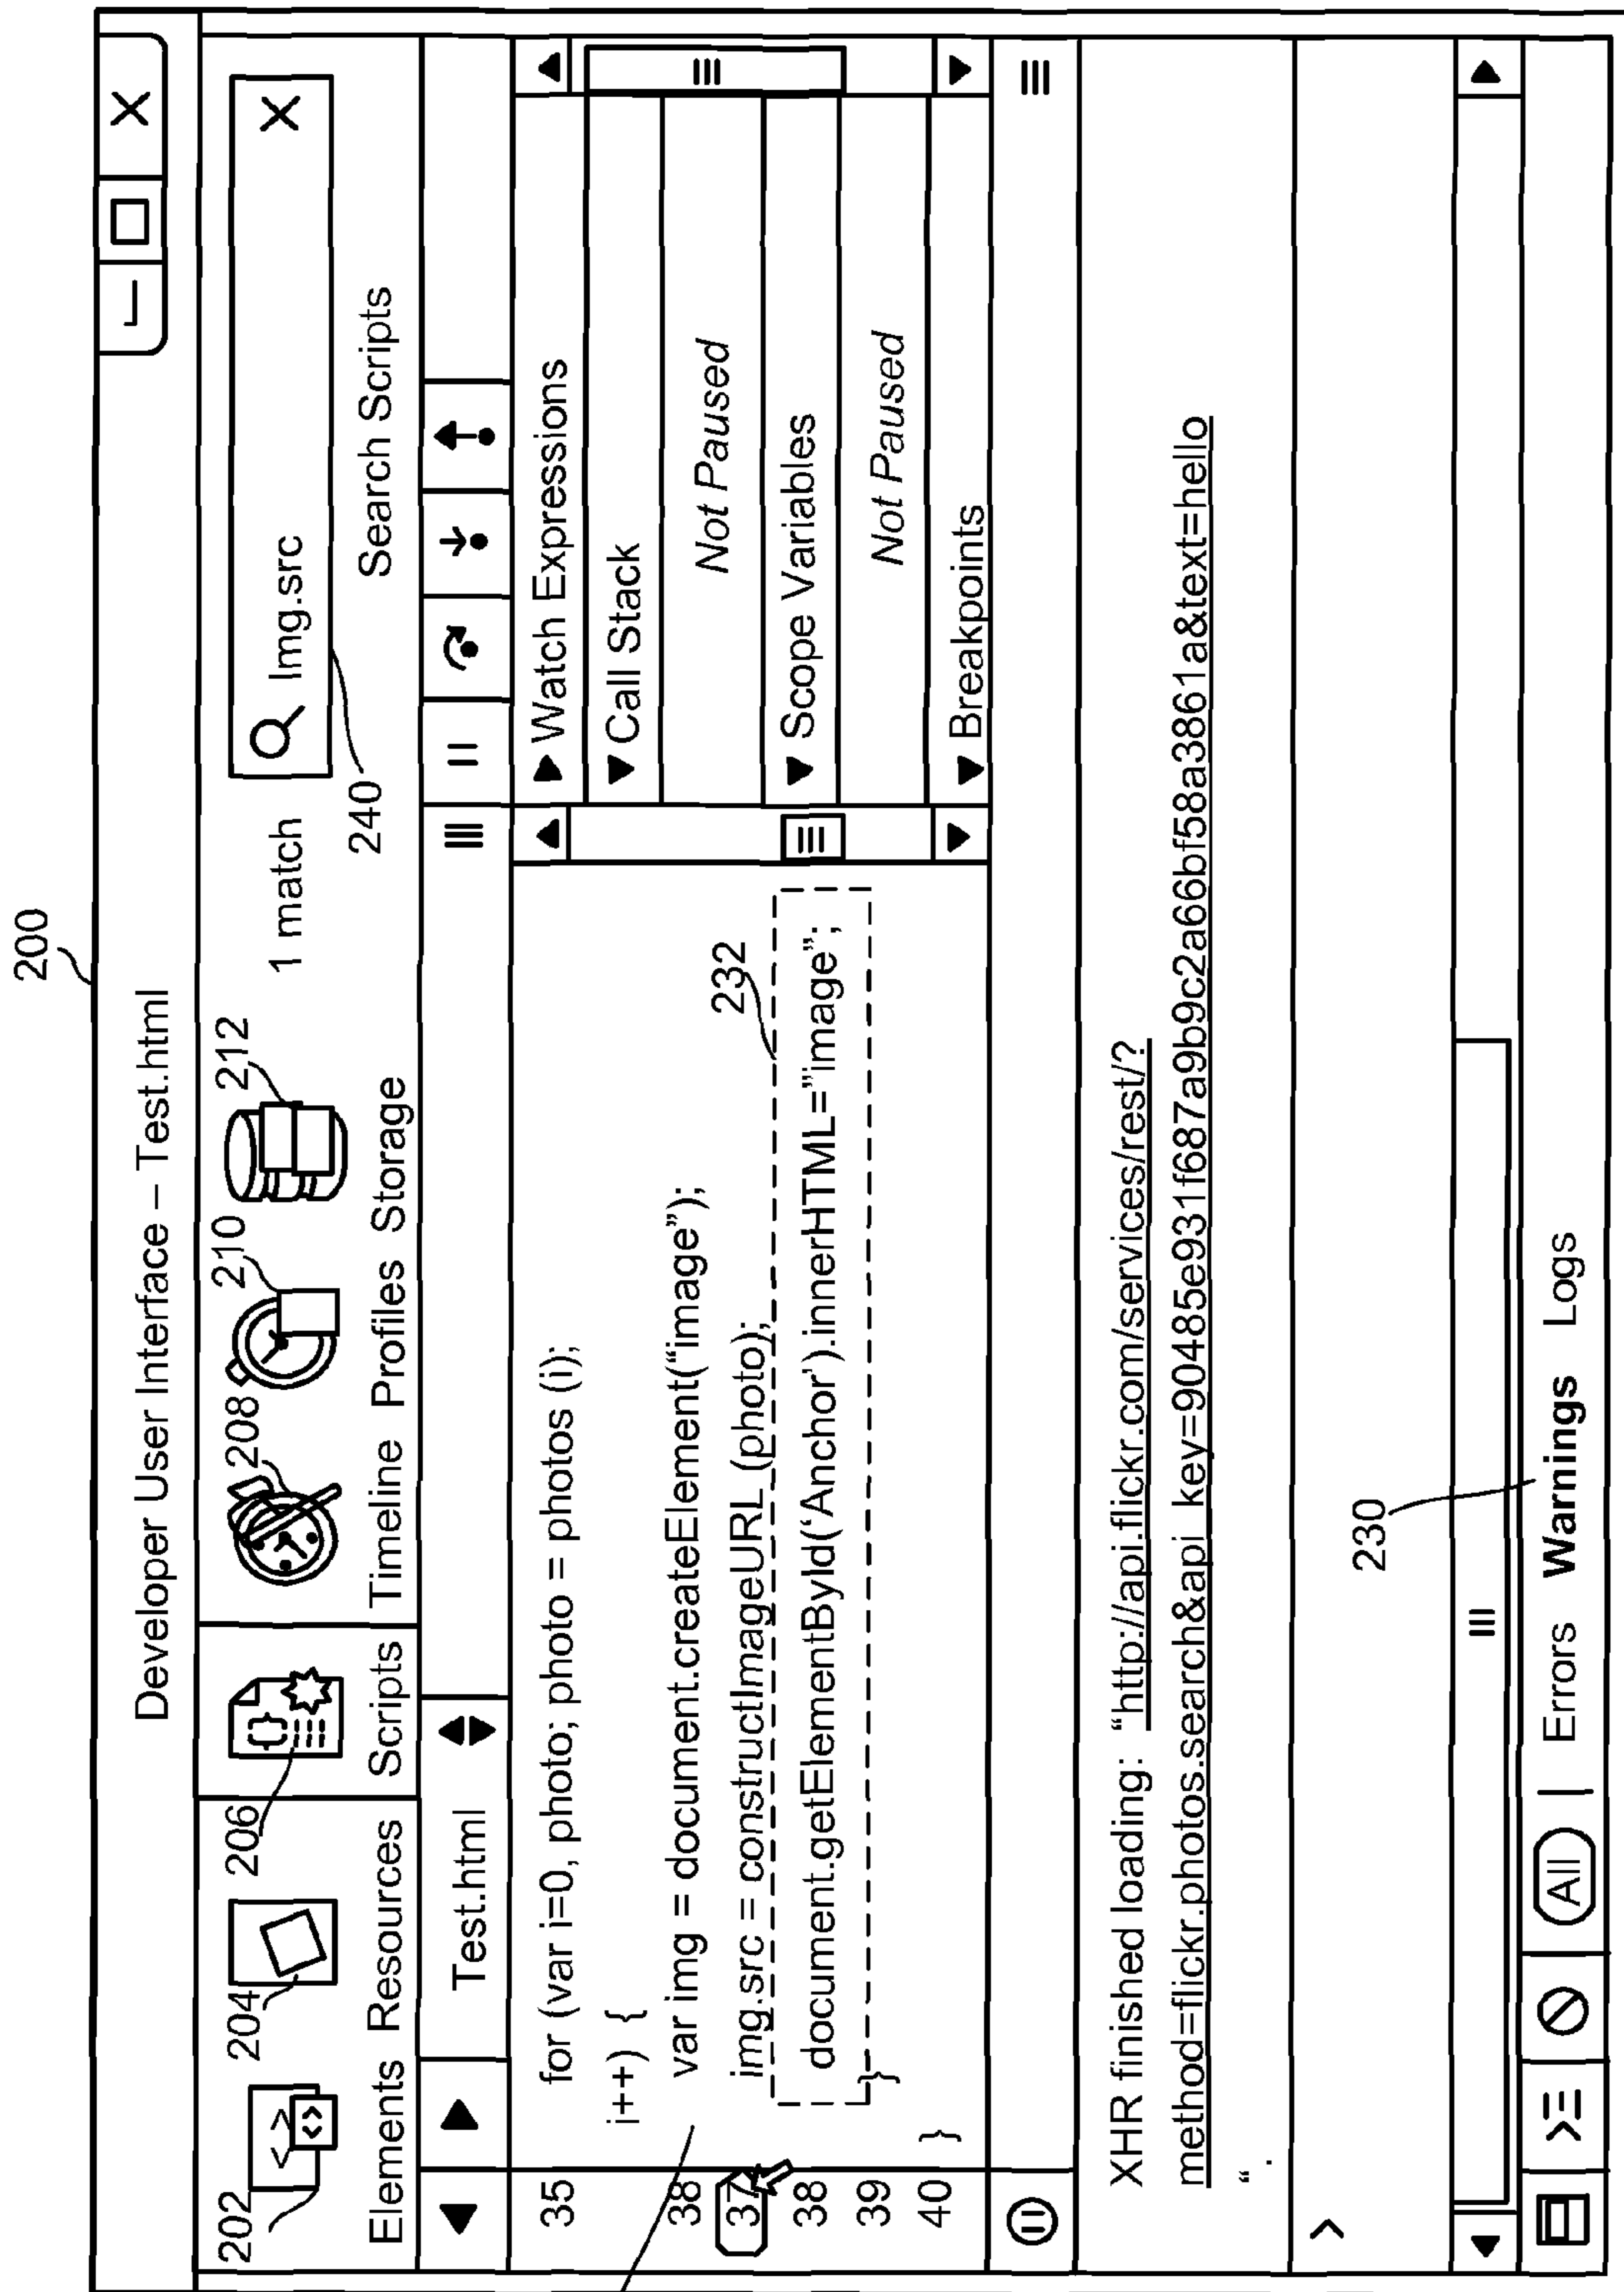 200
Developer User Interface – Test.html
X
202
204
206
208
210
212
1 match
Img.src
X
240
Elements
Resources
Scripts
Timeline
Profiles
Storage
Search Scripts
Test.html
35
for (var i=0, photo; photo = photos (i);
i++) {
38
var img = document.createElement(“image”);
37
img.src = constructImageURL (photo);
232
38
document.getElementById(‘Anchor’).innerHTML=”image”;
39
}
40
}
Watch Expressions
Call Stack
Not Paused
Scope Variables
Not Paused
Breakpoints
XHR finished loading: “http://api.flickr.com/services/rest/?
method=flickr.photos.search&api_key=90485e931f687a9b9c2a66bf58a3861a&text=hello
“ .
>
230
All | Errors Warnings Logs